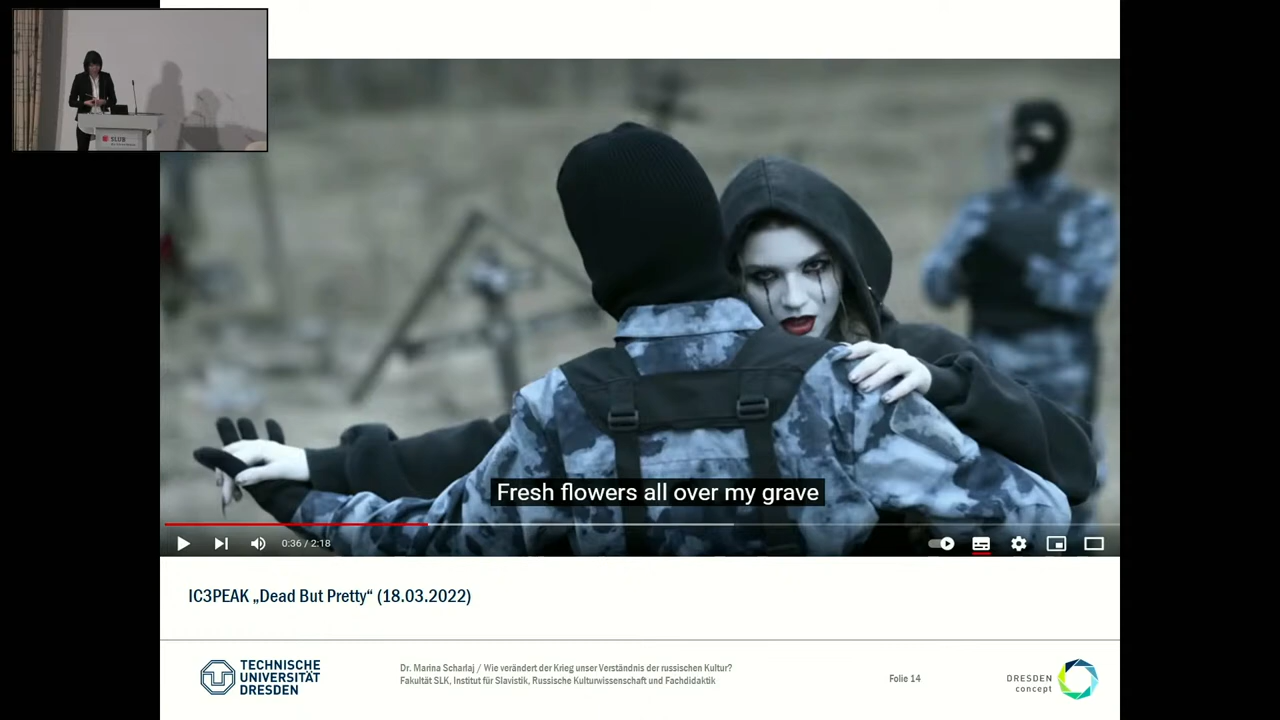 SLUB
Fresh flowers all over my grave
0:36 / 2:18
IC3PEAK „Dead But Pretty“ (18.03.2022)
TECHNISCHE
UNIVERSITÄT
DRESDEN
Dr. Marina Scharlaj / Wie verändert der Krieg unser Verständnis der russischen Kultur?
Fakultät SLK, Institut für Slavistik, Russische Kulturwissenschaft und Fachdidaktik
Folie 14
DRESDEN
concept